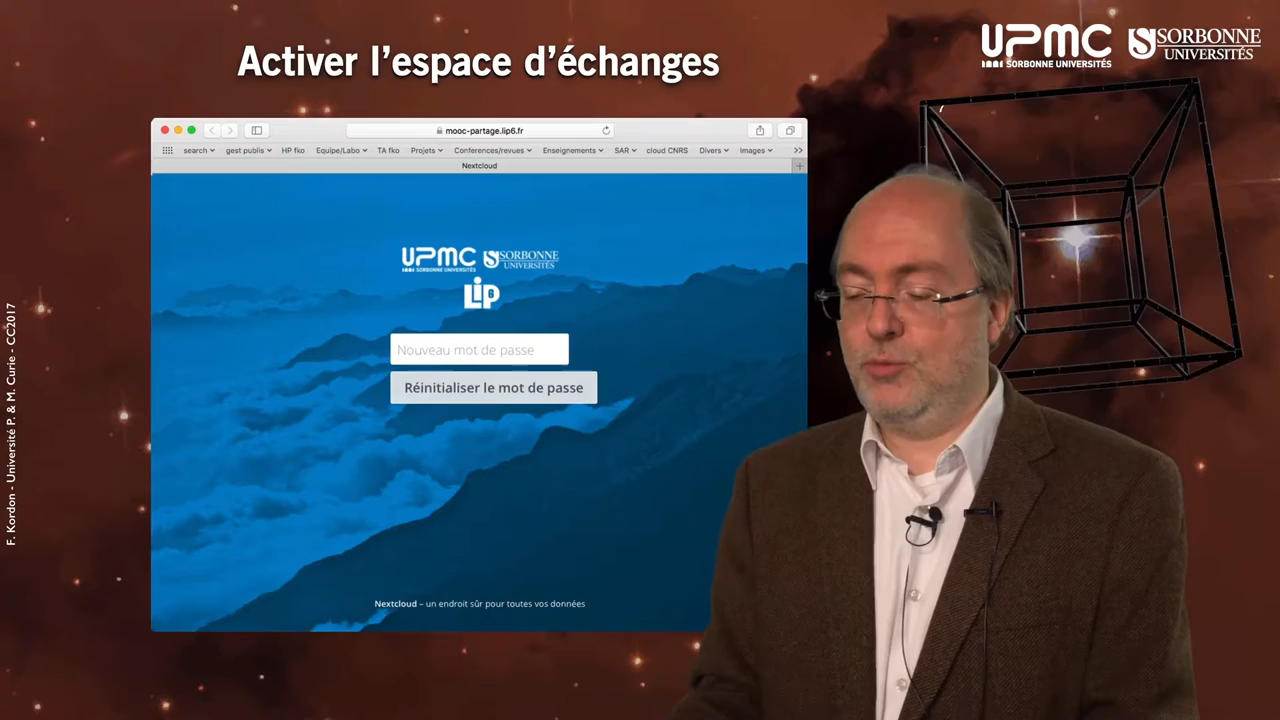 Activer l'espace d'échanges
UPMC
SORBONNE UNIVERSITÉS
SORBONNE
UNIVERSITÉS
mooc-partage.lip6.fr
search
gest publis
HP fko
Equipe/Labo
TA fko
Projets
Conferences/revues
Enseignements
SAR
cloud CNRS
Divers
Images
Nextcloud
UPMC
SORBONNE UNIVERSITÉS
SORBONNE
UNIVERSITÉS
LIP6
Nouveau mot de passe
Réinitialiser le mot de passe
Nextcloud – un endroit sûr pour toutes vos données
F. Kordon - Université P. & M. Curie - CC2017